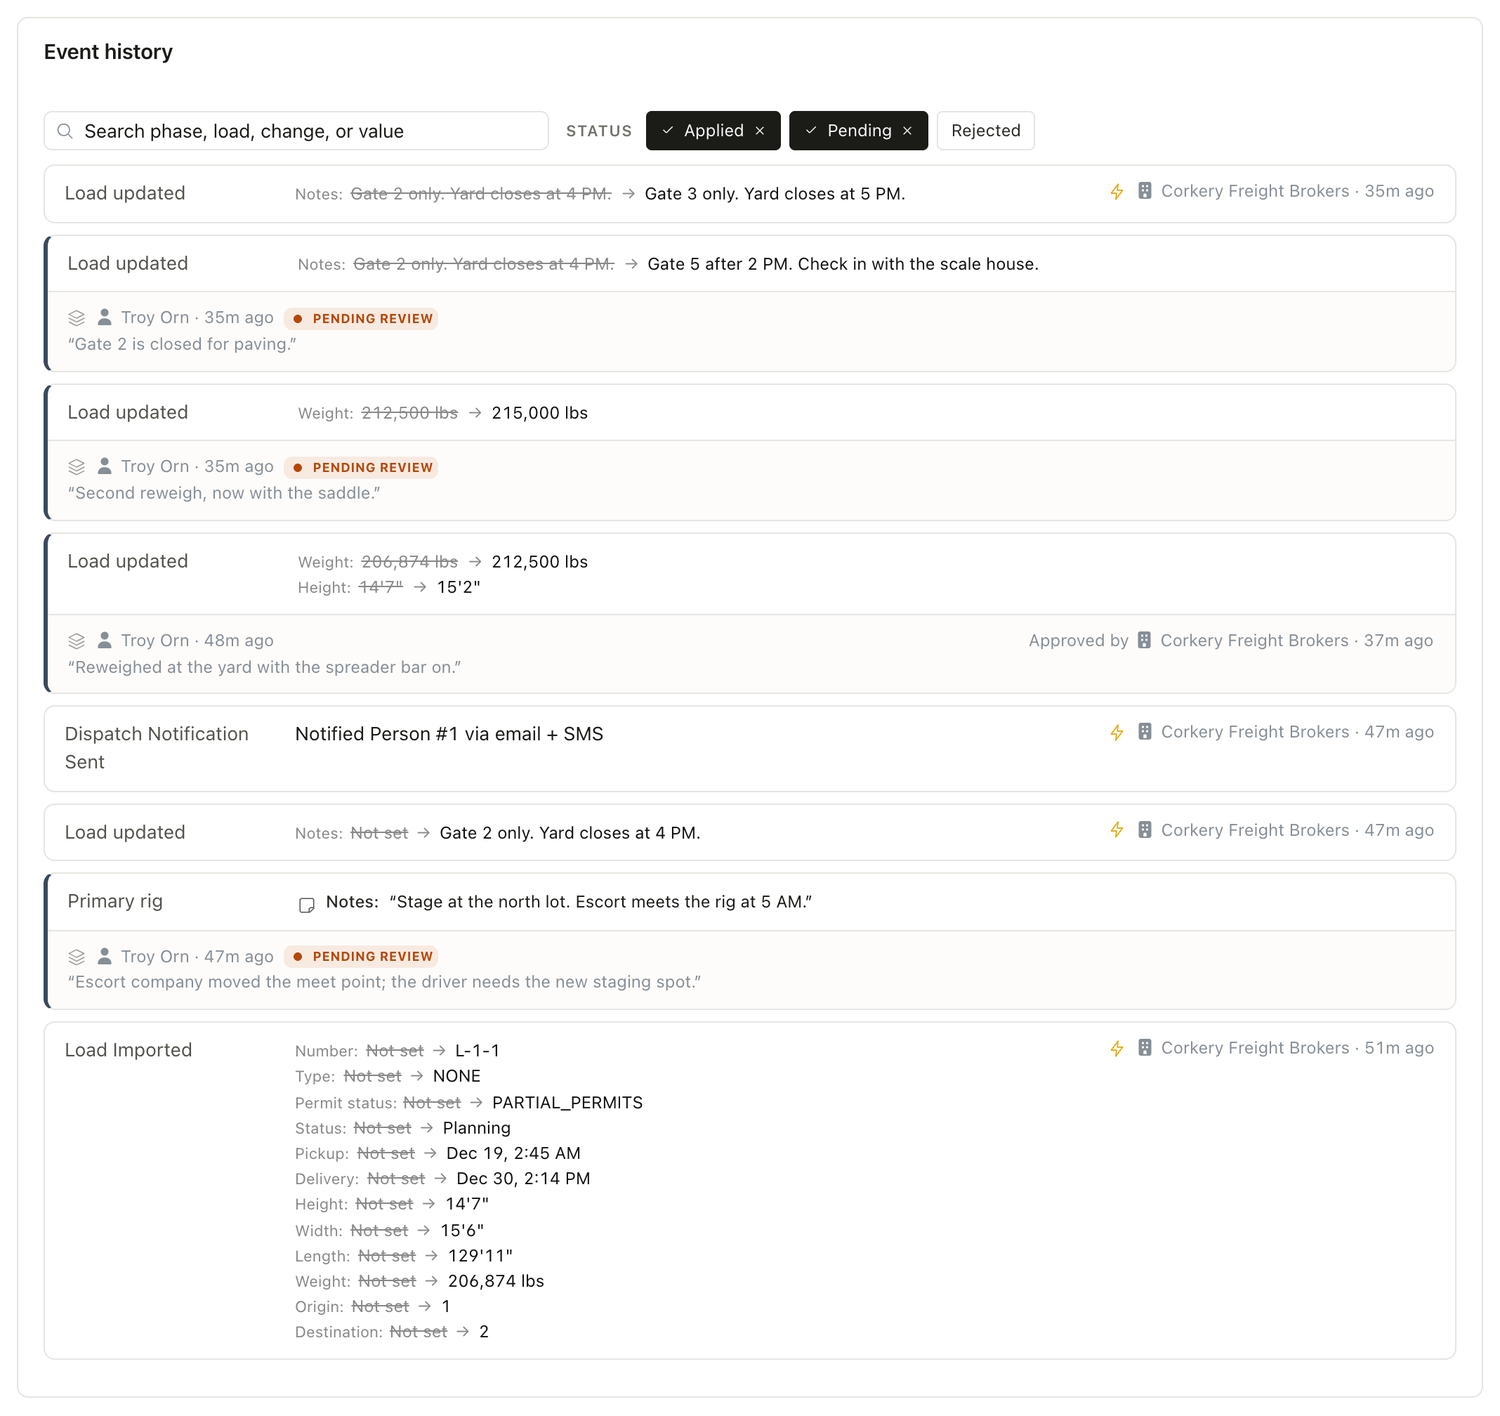 Event history
Search phase, load, change, or value STATUS Applied × Pending × Rejected
Load updated Notes: Gate 2 only. Yard closes at 4 PM. → Gate 3 only. Yard closes at 5 PM. Corkery Freight Brokers · 35m ago
Load updated Notes: Gate 2 only. Yard closes at 4 PM. → Gate 5 after 2 PM. Check in with the scale house.
Troy Orn · 35m ago PENDING REVIEW
“Gate 2 is closed for paving.”
Load updated Weight: 212,500 lbs → 215,000 lbs
Troy Orn · 35m ago PENDING REVIEW
“Second reweigh, now with the saddle.”
Load updated Weight: 206,874 lbs → 212,500 lbs
Height: 14'7" → 15'2"
Troy Orn · 48m ago Approved by Corkery Freight Brokers · 37m ago
“Reweighed at the yard with the spreader bar on.”
Dispatch Notification Notified Person #1 via email + SMS Corkery Freight Brokers · 47m ago
Sent
Load updated Notes: Not set → Gate 2 only. Yard closes at 4 PM. Corkery Freight Brokers · 47m ago
Primary rig Notes: “Stage at the north lot. Escort meets the rig at 5 AM.”
Troy Orn · 47m ago PENDING REVIEW
“Escort company moved the meet point; the driver needs the new staging spot.”
Load Imported Number: Not set → L-1-1 Corkery Freight Brokers · 51m ago
Type: Not set → NONE
Permit status: Not set → PARTIAL_PERMITS
Status: Not set → Planning
Pickup: Not set → Dec 19, 2:45 AM
Delivery: Not set → Dec 30, 2:14 PM
Height: Not set → 14'7"
Width: Not set → 15'6"
Length: Not set → 129'11"
Weight: Not set → 206,874 lbs
Origin: Not set → 1
Destination: Not set → 2